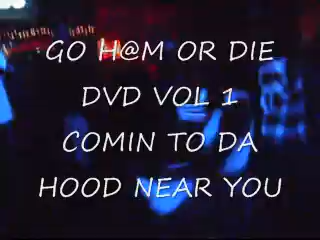 GO H@M OR DIE
DVD VOL 1
COMIN TO DA
HOOD NEAR YOU